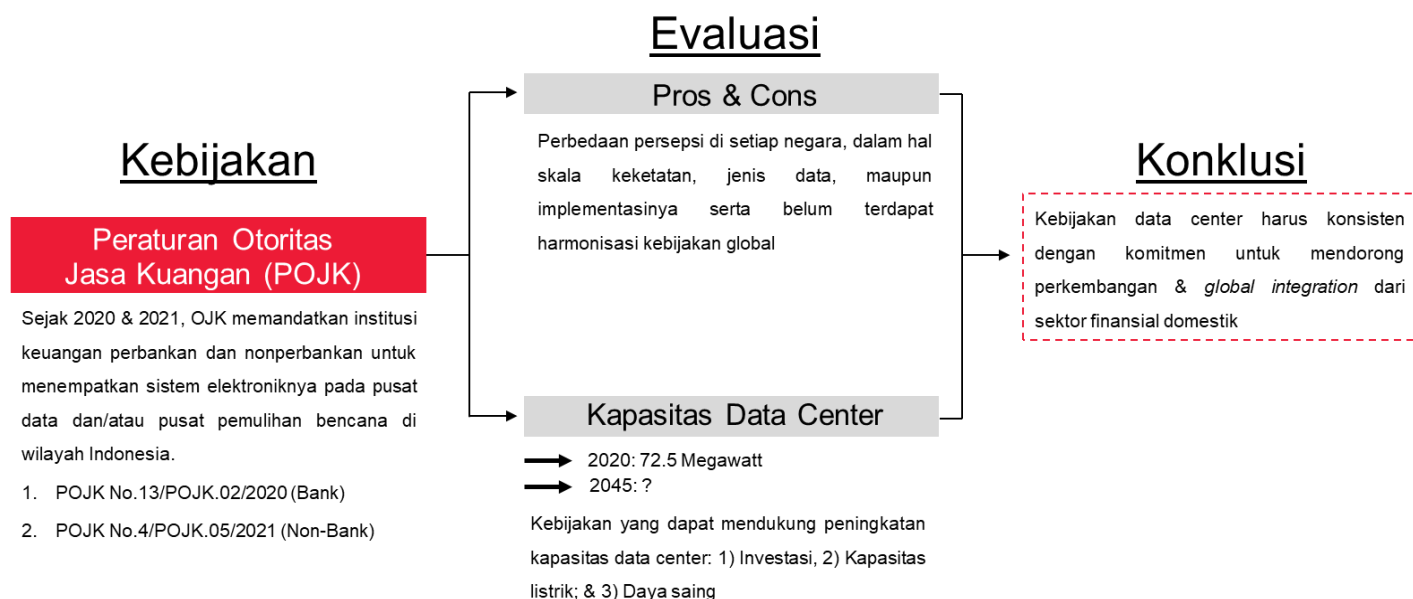 Kebijakan
Peraturan Otoritas
Jasa Kuangan (POJK)
Sejak 2020 & 2021, OJK memandatkan institusi
keuangan perbankan dan nonperbankan untuk
menempatkan sistem elektroniknya pada pusat
data dan/atau pusat pemulihan bencana di
wilayah Indonesia.
1. POJK No.13/POJK.02/2020 (Bank)
2. POJK No.4/POJK.05/2021 (Non-Bank)
Evaluasi
Pros & Cons
Perbedaan persepsi di setiap negara, dalam hal
skala keketatan, jenis data, maupun
implementasinya serta belum terdapat
harmonisasi kebijakan global
Kapasitas Data Center
2020: 72.5 Megawatt
2045: ?
Kebijakan yang dapat mendukung peningkatan
kapasitas data center: 1) Investasi, 2) Kapasitas
listrik; & 3) Daya saing
Konklusi
Kebijakan data center harus konsisten
dengan komitmen untuk mendorong
perkembangan & global integration dari
sektor finansial domestik